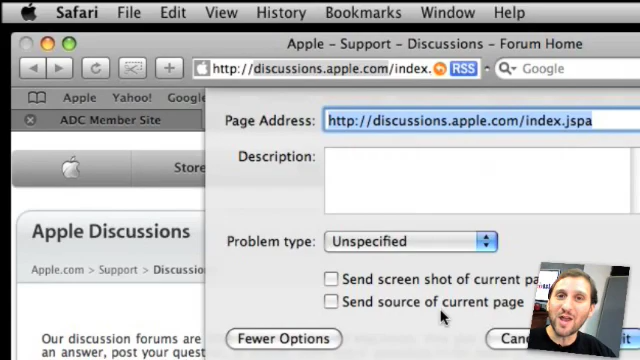 Safari File Edit View History Bookmarks Window Help
Apple – Support – Discussions – Forum Home
http://discussions.apple.com/index. RSS Google
Apple Yahoo! Google
ADC Member Site
Page Address: http://discussions.apple.com/index.jspa
Description:
Store
Problem type: Unspecified
Apple Discussions
Apple.com > Support > Discussio
Send screen shot of current pa
Send source of current page
Our discussion forums are
an answer, post your quest
Fewer Options Canc it